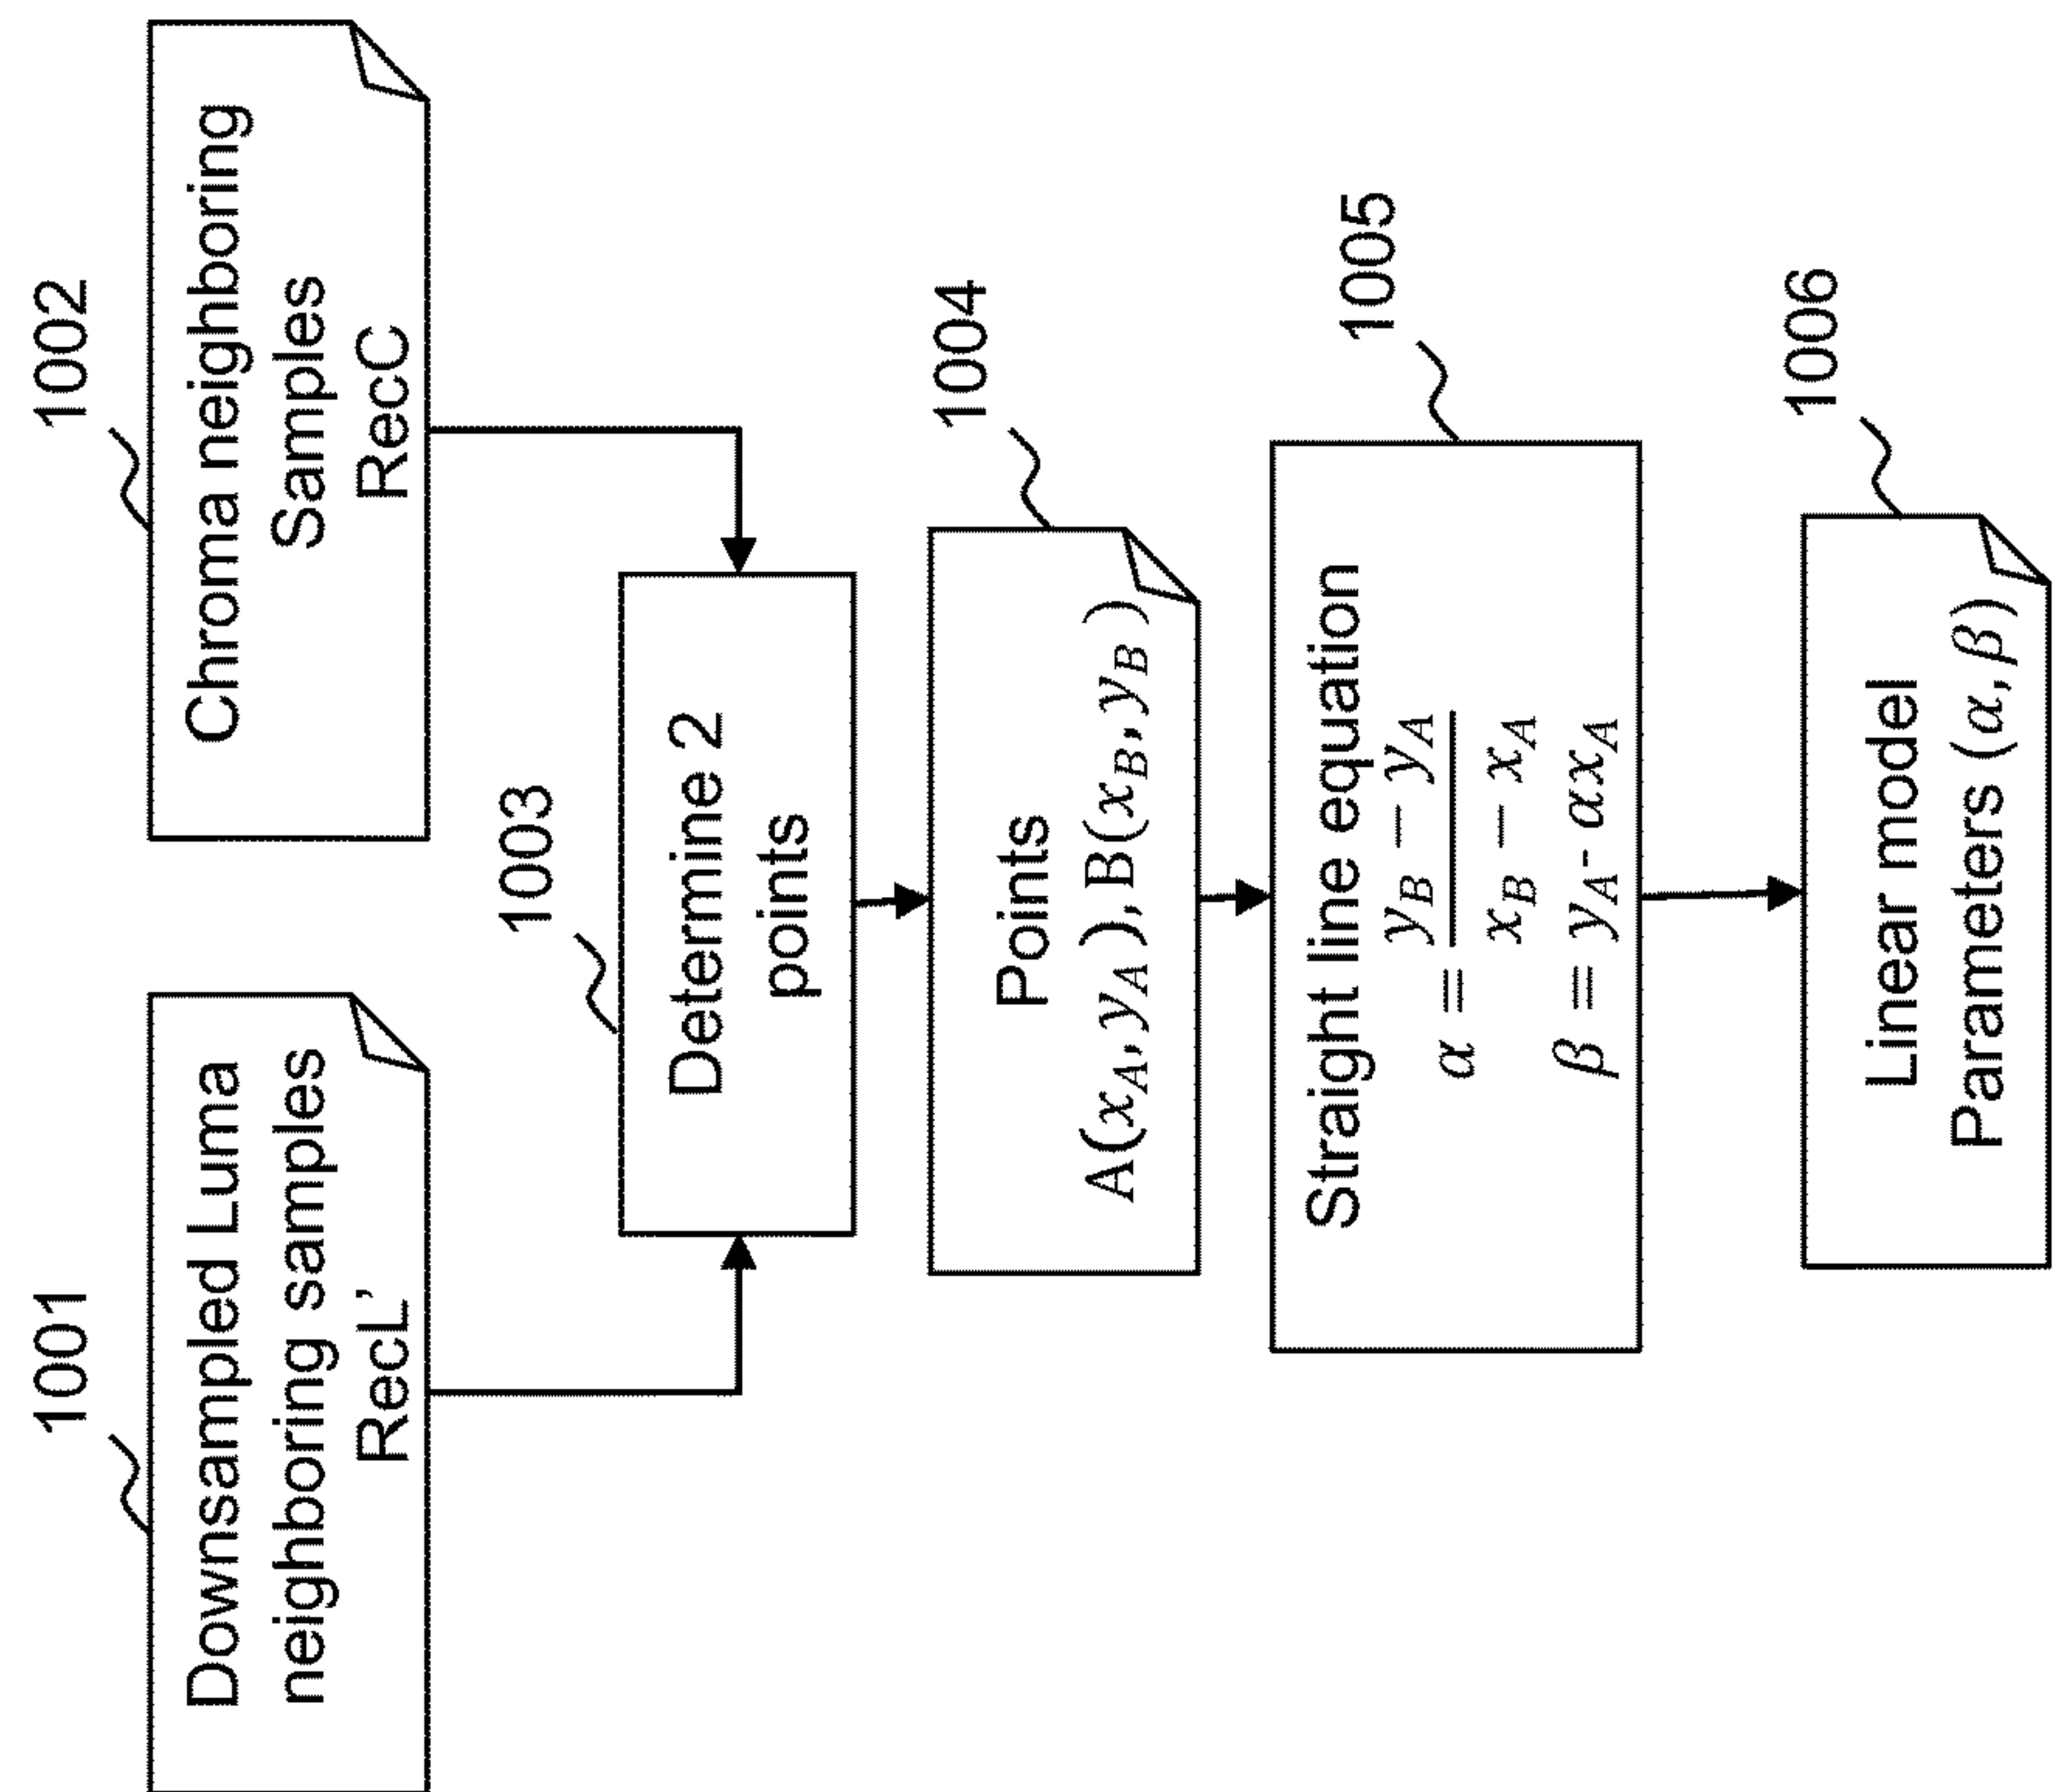 1001
Downsampled Luma
neighboring samples
RecL’
1002
Chroma neighboring
Samples
RecC
1003
Determine 2
points
1004
Points
A(x_A, y_A), B(x_B, y_B)
1005
Straight line equation
α = (y_B − y_A) / (x_B − x_A)
β = y_A - αx_A
1006
Linear model
Parameters (α, β)